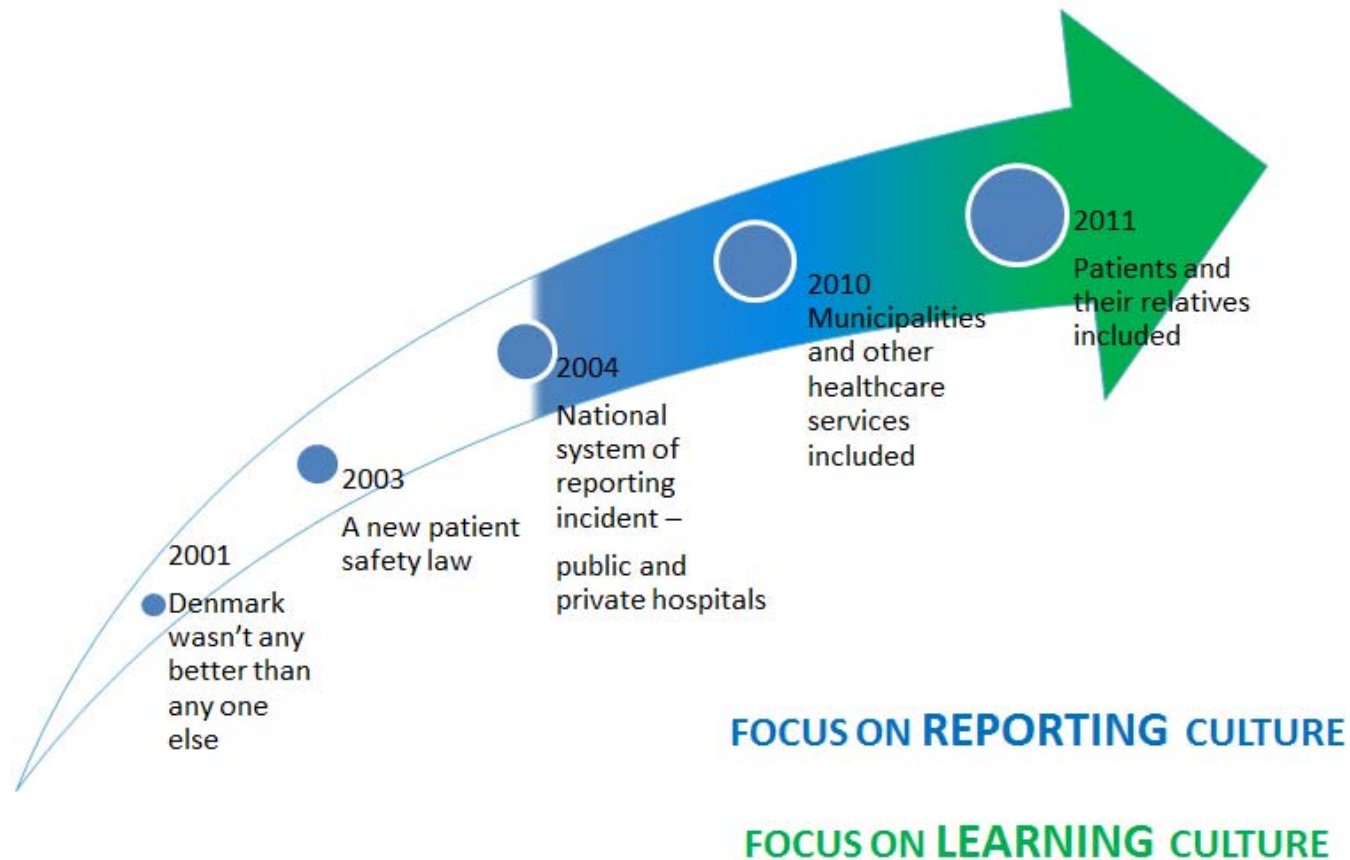 2001
Denmark
wasn't any
better than
any one
else
2003
A new patient
safety law
2004
National
system of
reporting
incident –
public and
private hospitals
2010
Municipalities
and other
healthcare
services
included
2011
Patients and
their relatives
included
FOCUS ON REPORTING CULTURE
FOCUS ON LEARNING CULTURE